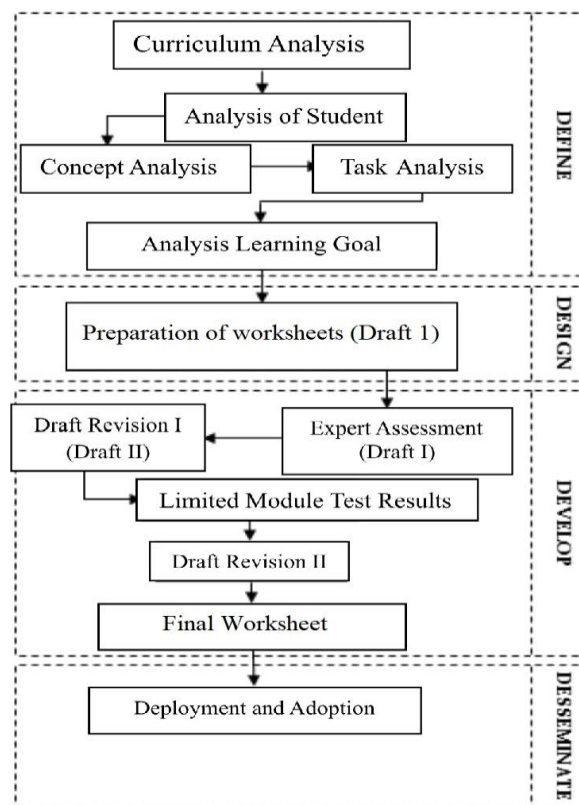 Curriculum Analysis
Analysis of Student
Concept Analysis
Task Analysis
Analysis Learning Goal
DEFINE
Preparation of worksheets (Draft 1)
DESIGN
Draft Revision I
(Draft II)
Expert Assessment
(Draft I)
Limited Module Test Results
Draft Revision II
Final Worksheet
DEVELOP
Deployment and Adoption
DESSEMINATE